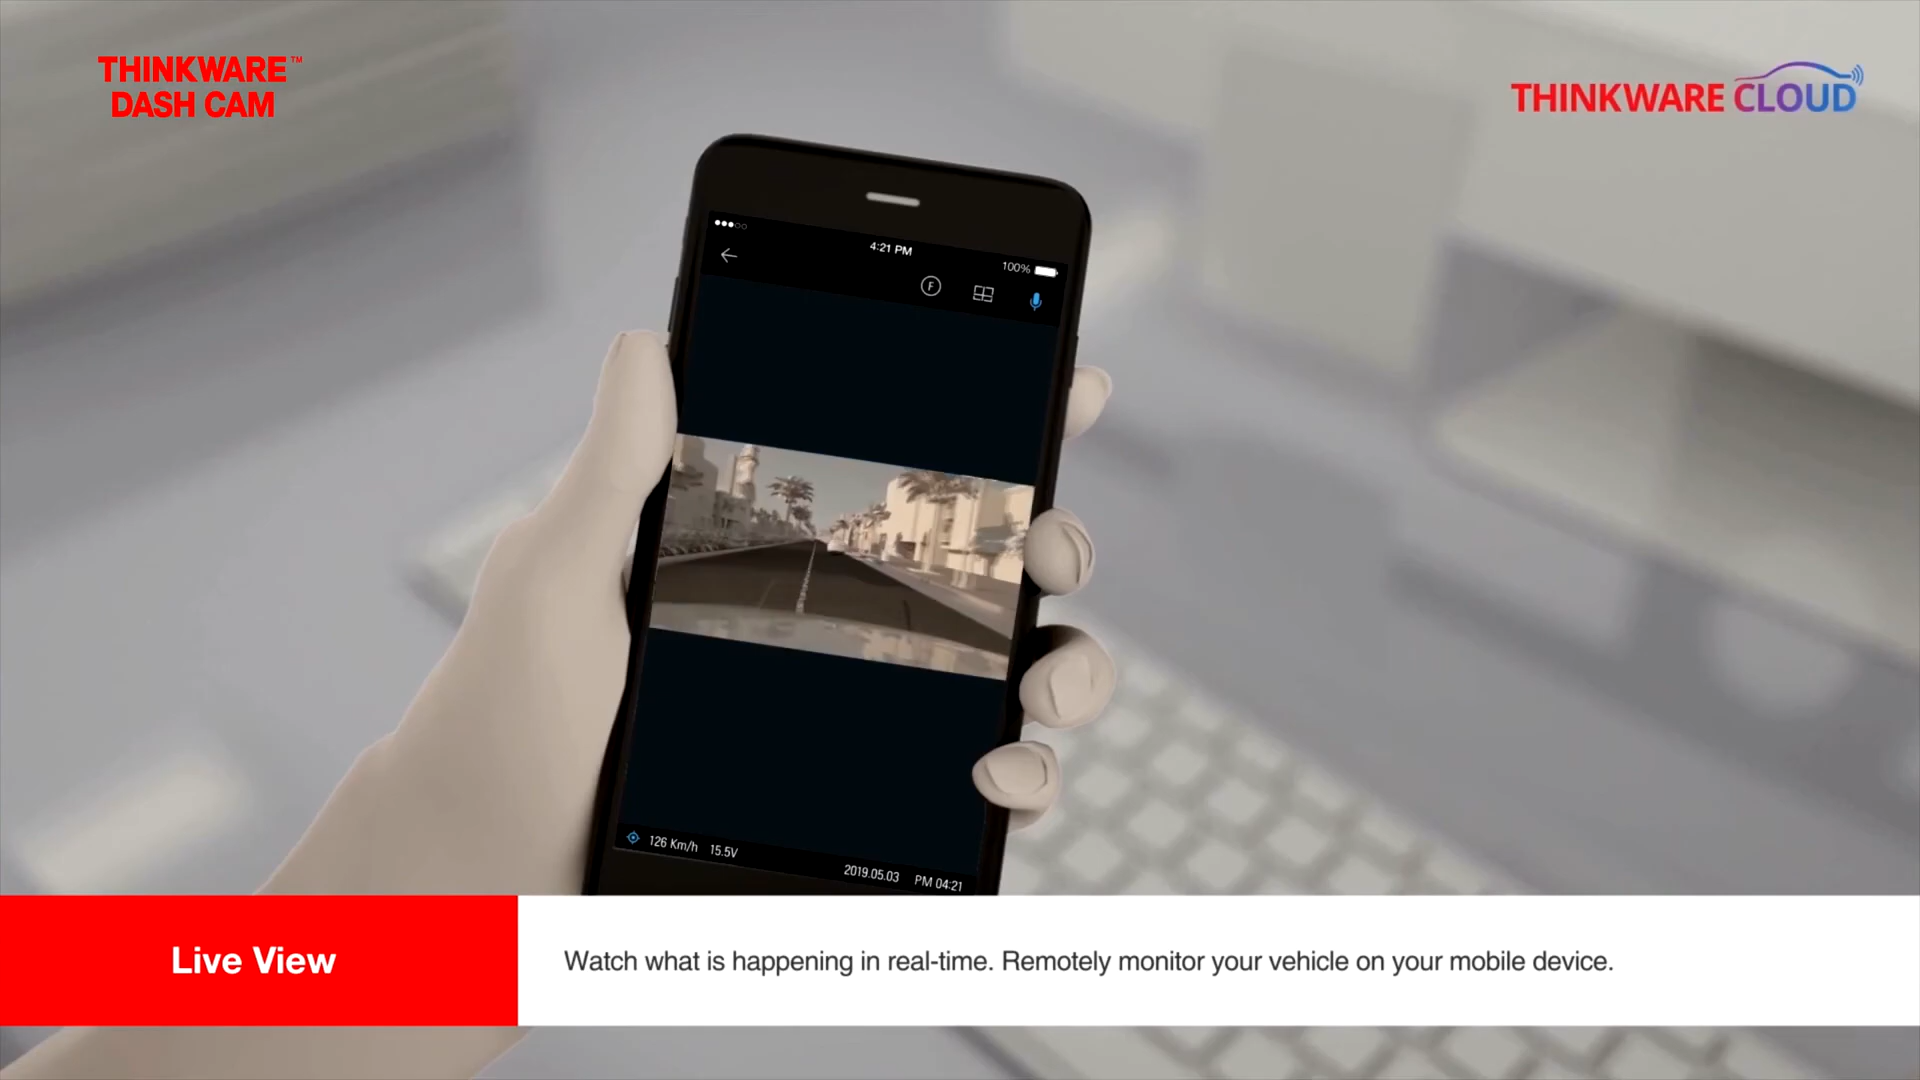 THINKWARE™
DASH CAM
THINKWARE CLOUD
4:21 PM
100%
F
126 Km/h 15.5V
2019.05.03 PM 04:21
Live View
Watch what is happening in real-time. Remotely monitor your vehicle on your mobile device.